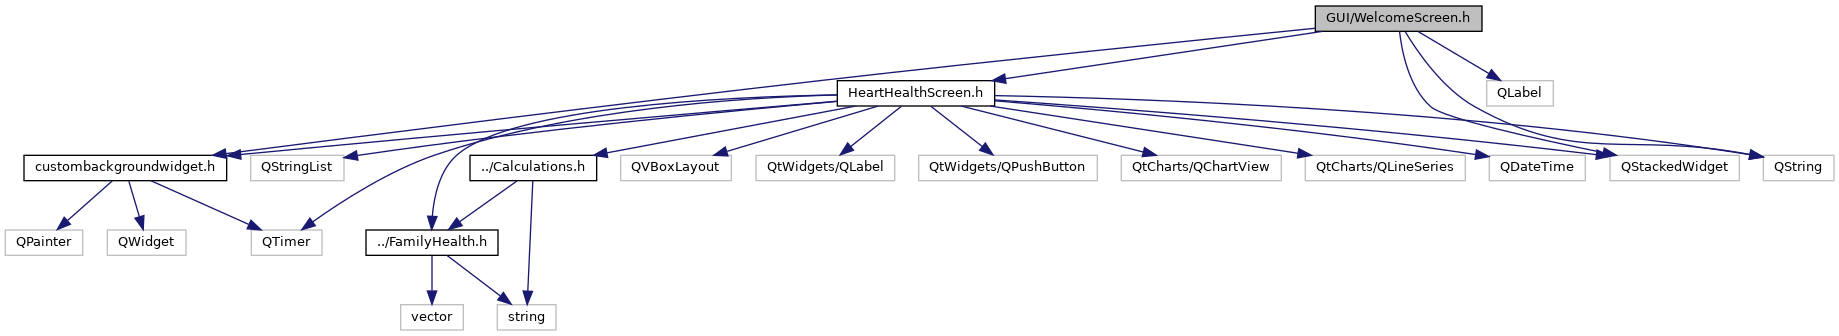 GUI/WelcomeScreen.h
HeartHealthScreen.h
QLabel
custombackgroundwidget.h
QStringList
../Calculations.h
QVBoxLayout
QtWidgets/QLabel
QtWidgets/QPushButton
QtCharts/QChartView
QtCharts/QLineSeries
QDateTime
QStackedWidget
QString
QPainter
QWidget
QTimer
../FamilyHealth.h
vector
string